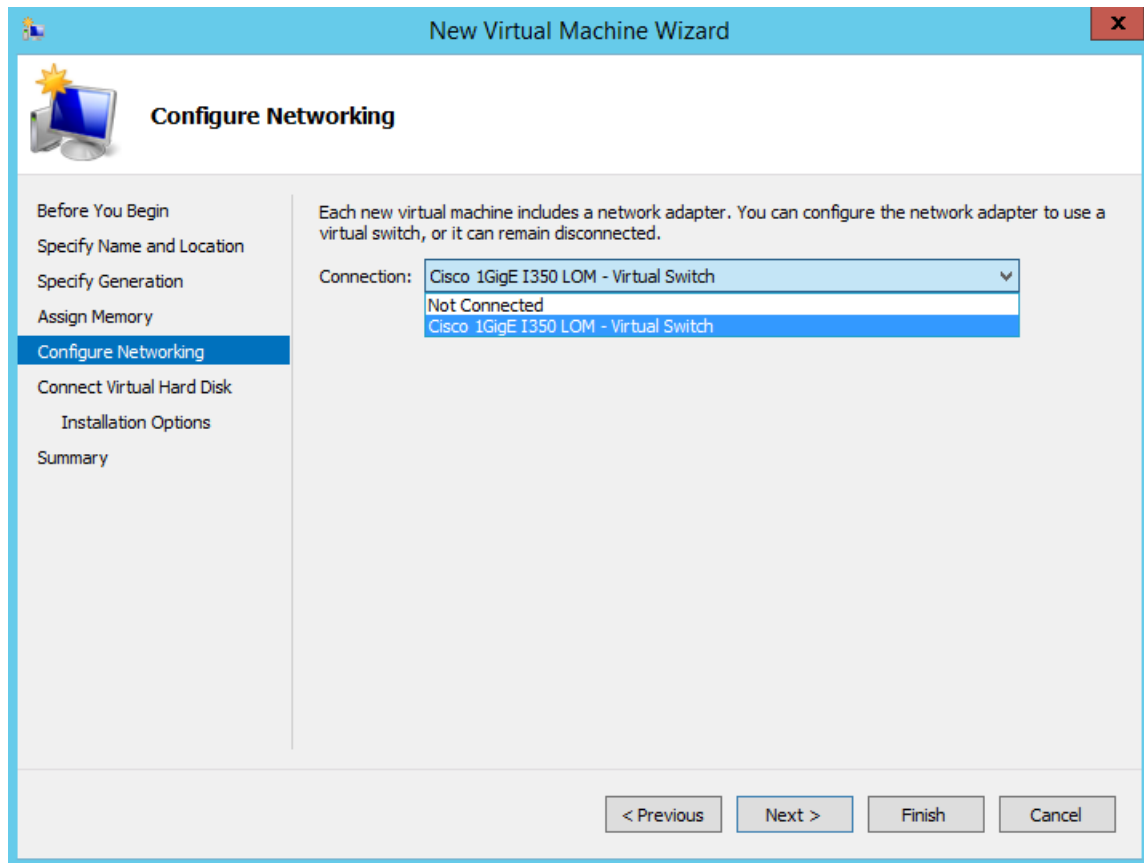 New Virtual Machine Wizard
x
Configure Networking
Before You Begin
Specify Name and Location
Specify Generation
Assign Memory
Configure Networking
Connect Virtual Hard Disk
Installation Options
Summary
Each new virtual machine includes a network adapter. You can configure the network adapter to use a
virtual switch, or it can remain disconnected.
Connection: Cisco 1GigE I350 LOM - Virtual Switch
Not Connected
Cisco 1GigE I350 LOM - Virtual Switch
< Previous Next > Finish Cancel